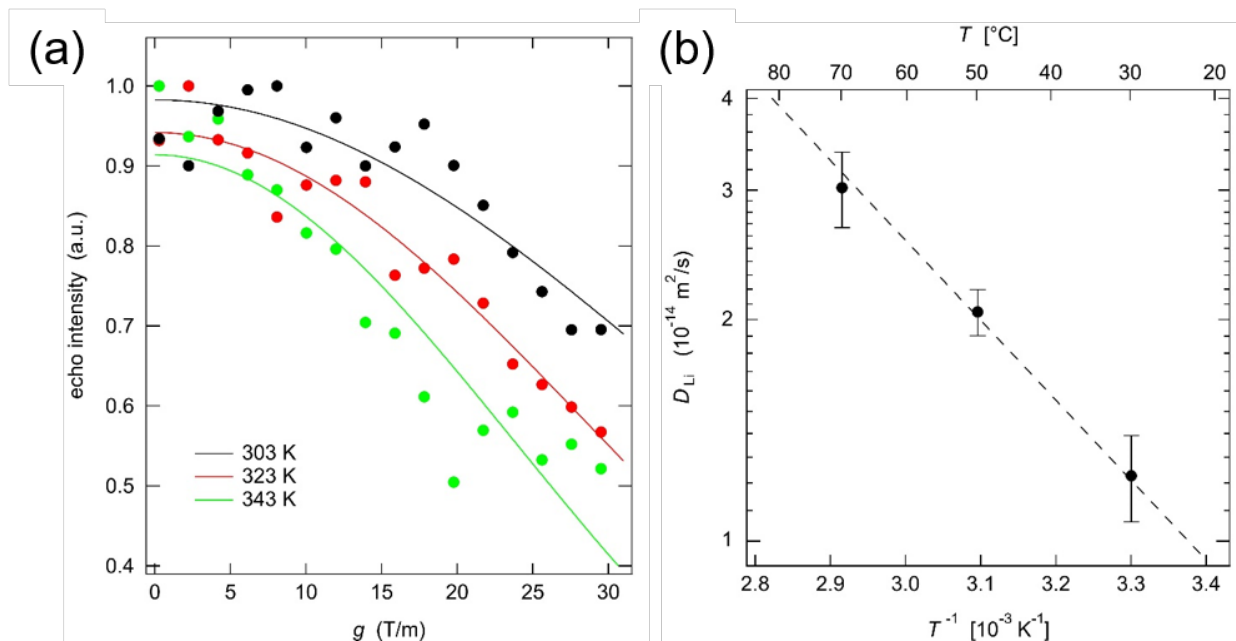 (a)
1.0
0.9
0.8
0.7
0.6
0.5
0.4
echo intensity (a.u.)
303 K
323 K
343 K
0 5 10 15 20 25 30
g (T/m)
(b)
T [°C]
80 70 60 50 40 30 20
4
3
2
1
D_Li (10^-14 m^2/s)
2.8 2.9 3.0 3.1 3.2 3.3 3.4
T^-1 [10^-3 K^-1]